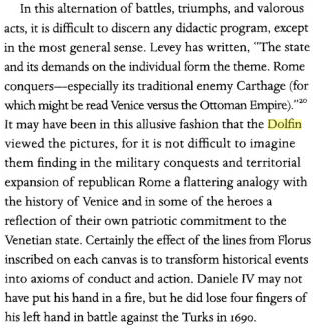 In this alternation of battles, triumphs, and valorous
acts, it is difficult to discern any didactic program, except
in the most general sense. Levey has written, "The state
and its demands on the individual form the theme. Rome
conquers—especially its traditional enemy Carthage (for
which might be read Venice versus the Ottoman Empire)."20
It may have been in this allusive fashion that the Dolfin
viewed the pictures, for it is not difficult to imagine
them finding in the military conquests and territorial
expansion of republican Rome a flattering analogy with
the history of Venice and in some of the heroes a
reflection of their own patriotic commitment to the
Venetian state. Certainly the effect of the lines from Florus
inscribed on each canvas is to transform historical events
into axioms of conduct and action. Daniele IV may not
have put his hand in a fire, but he did lose four fingers of
his left hand in battle against the Turks in 1690.